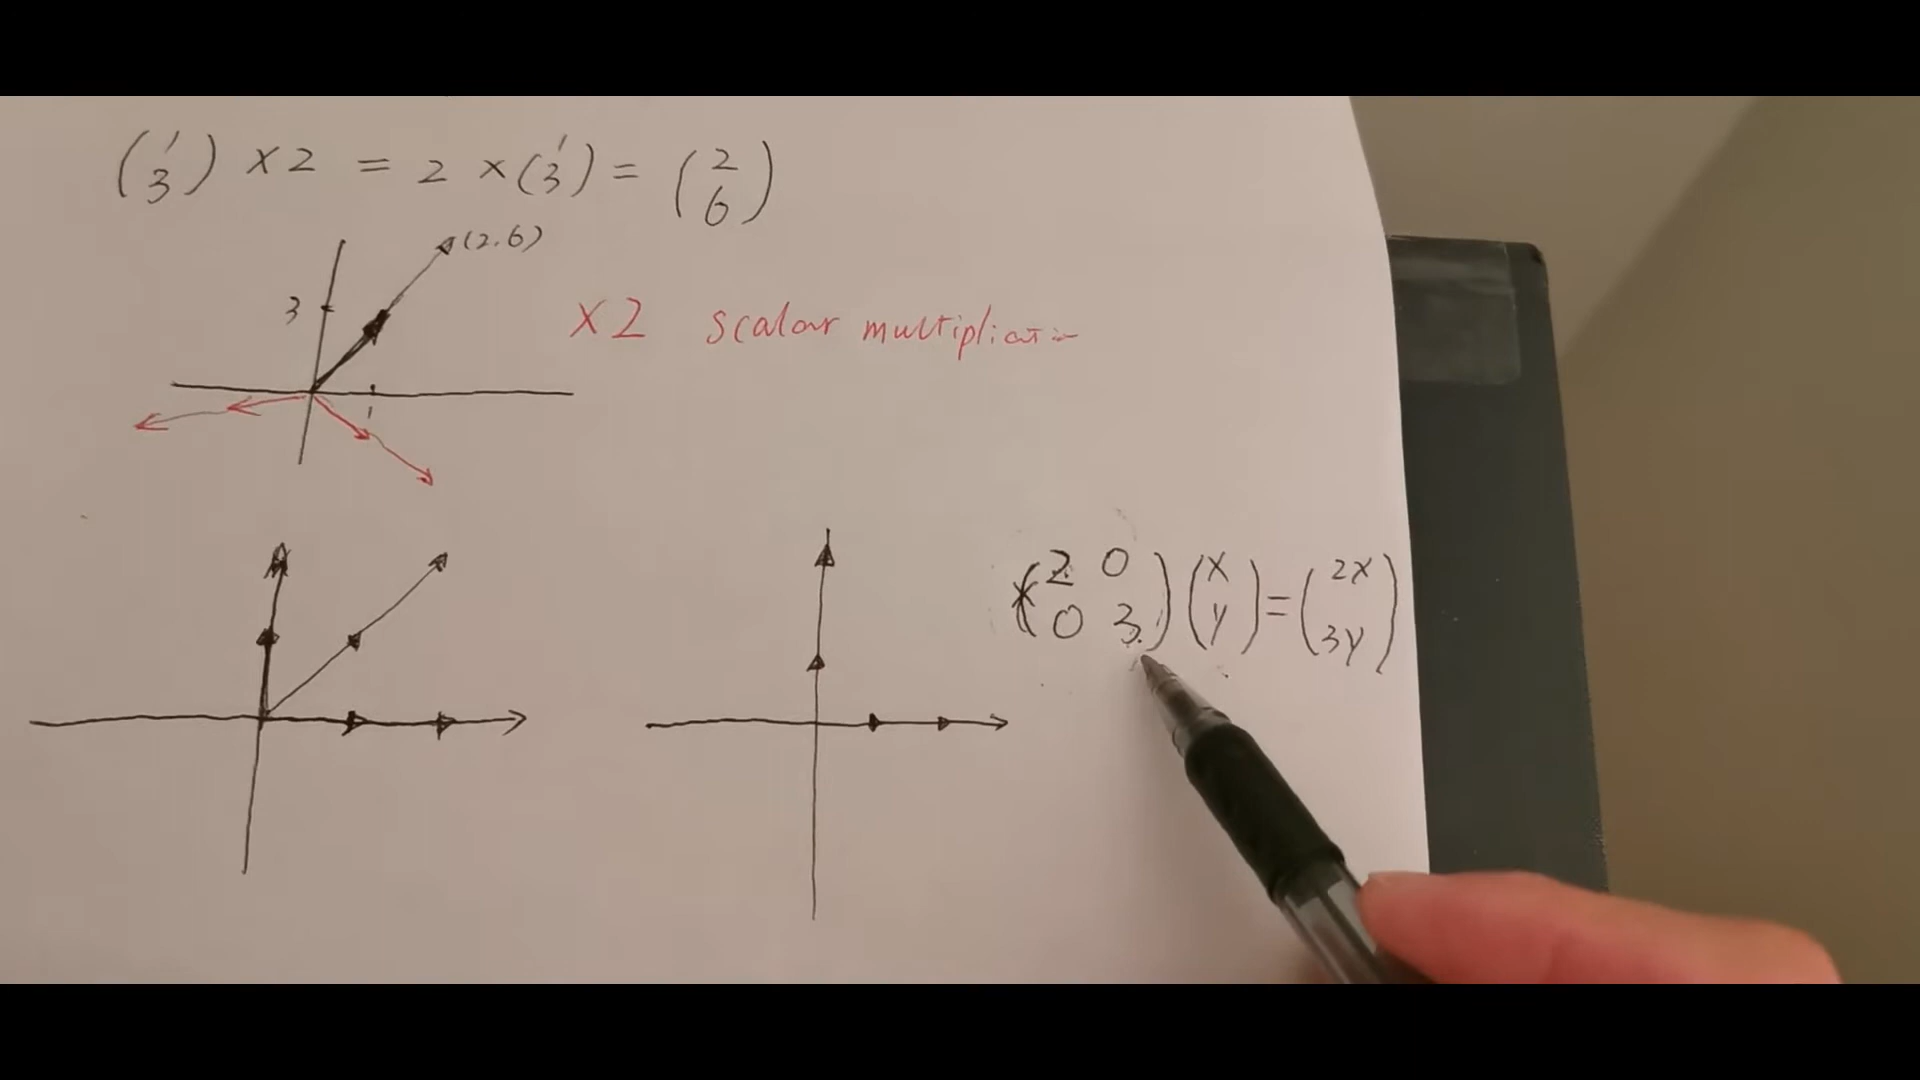 (1 3) × 2 = 2 × (1 3) = (2 6)
(2,6)
3
1
×2 scalar multiplication
(2 0 0 3) (x y) = (2x 3y)